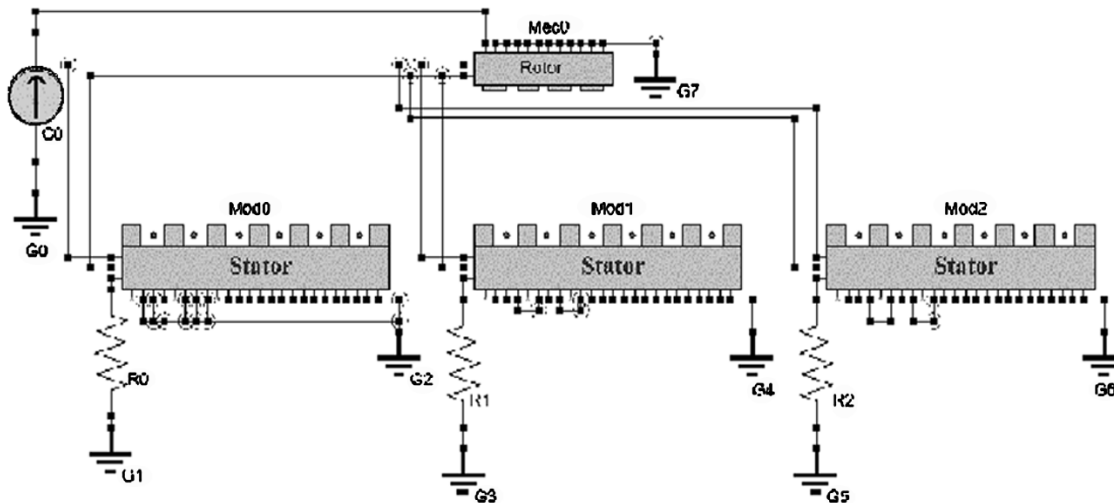 Mec0
Rotor
G7
C0
G0
Mod0
Mod1
Mod2
Stator
Stator
Stator
R0
G2
R1
G4
R2
G6
G1
G3
G5